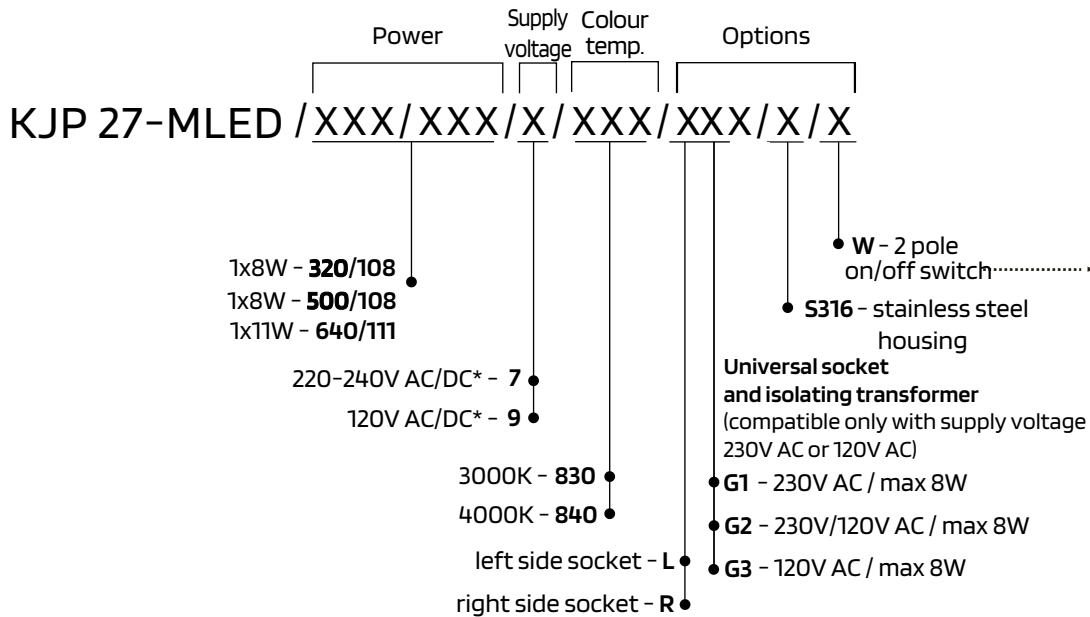 Power
Supply voltage
Colour temp.
Options
KJP 27-MLED /XXX/XXX/X/XXX/XXX/X/X
W - 2 pole
on/off switch
1x8W - 320/108
1x8W - 500/108
1x11W - 640/111
S316 - stainless steel
housing
Universal socket
and isolating transformer
(compatible only with supply voltage
230V AC or 120V AC)
220-240V AC/DC* - 7
120V AC/DC* - 9
3000K - 830
4000K - 840
G1 - 230V AC / max 8W
G2 - 230V/120V AC / max 8W
G3 - 120V AC / max 8W
left side socket - L
right side socket - R